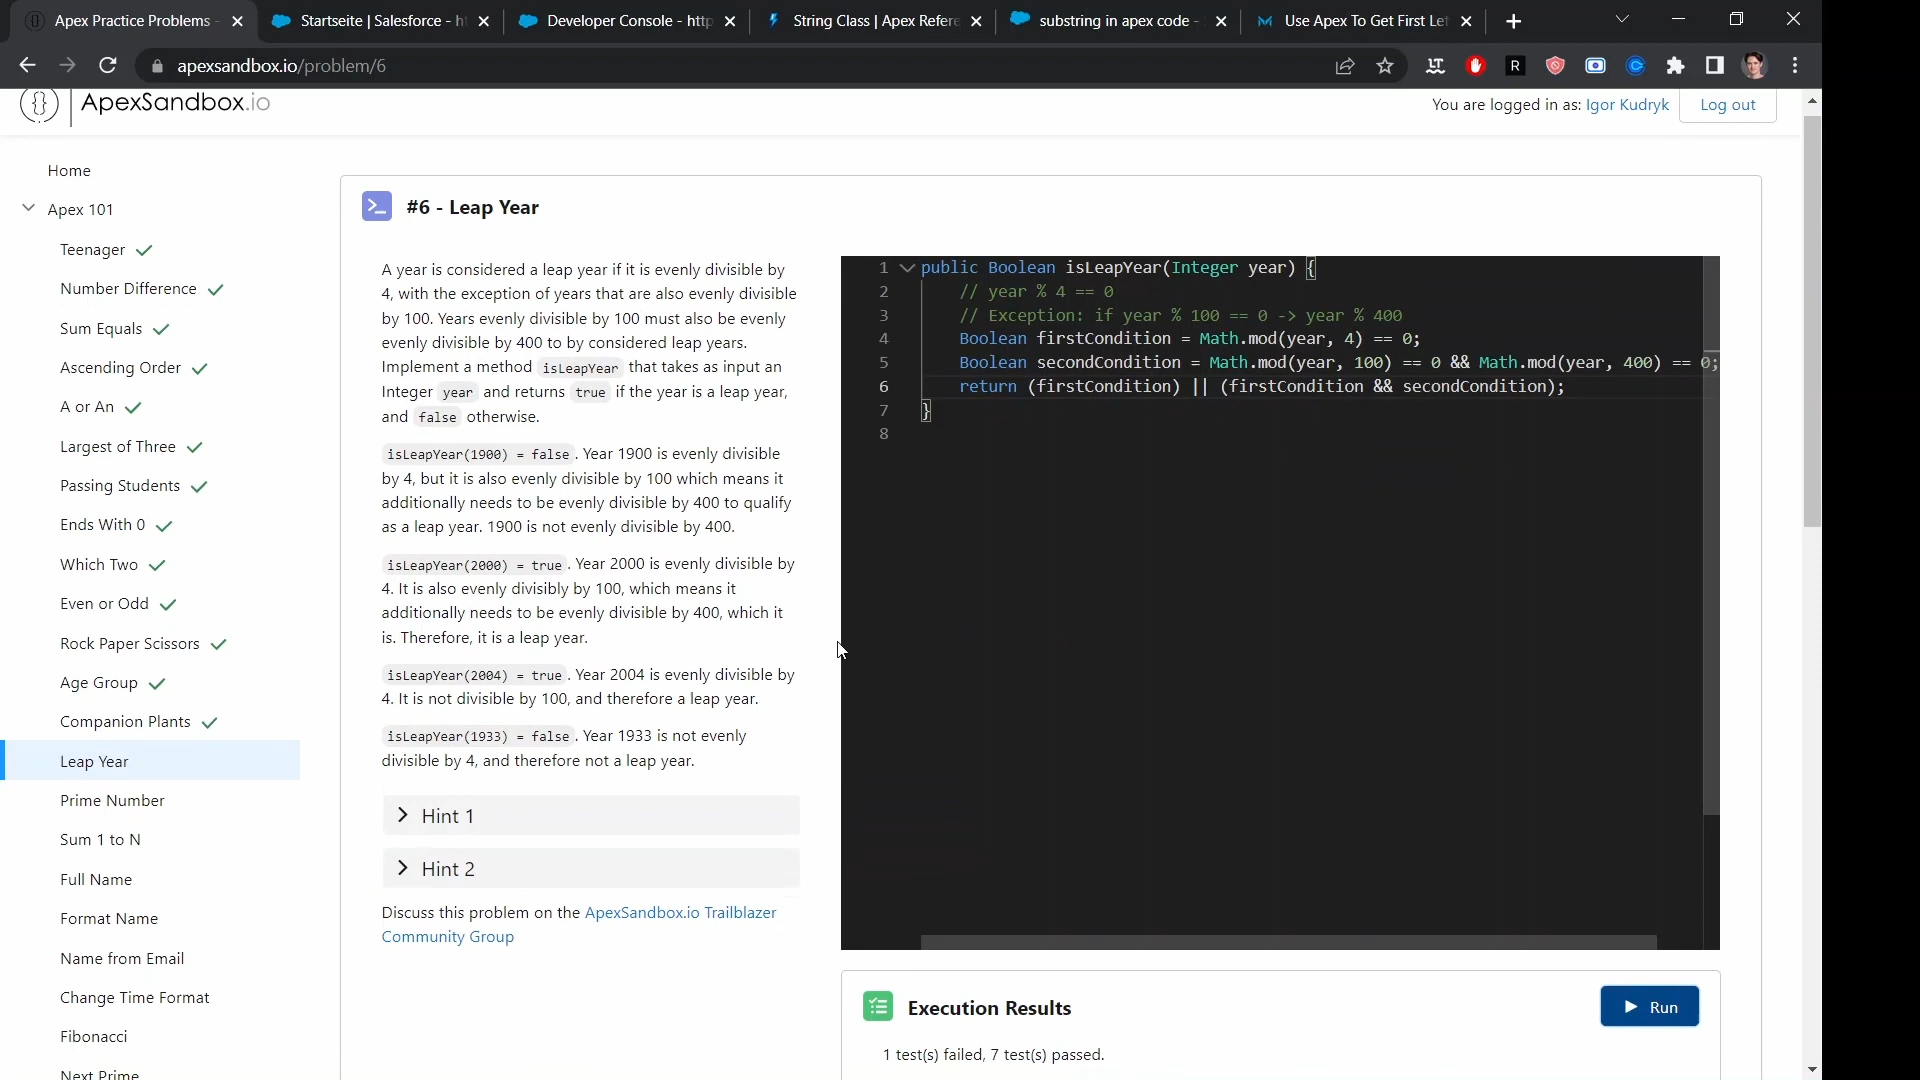 Apex Practice Problems -
Startseite | Salesforce - ht
Developer Console - http
String Class | Apex Refere
substring in apex code -
Use Apex To Get First Let
apexsandbox.io/problem/6
ApexSandbox.io
You are logged in as: Igor Kudryk
Log out
Home
Apex 101
Teenager
Number Difference
Sum Equals
Ascending Order
A or An
Largest of Three
Passing Students
Ends With 0
Which Two
Even or Odd
Rock Paper Scissors
Age Group
Companion Plants
Leap Year
Prime Number
Sum 1 to N
Full Name
Format Name
Name from Email
Change Time Format
Fibonacci
Next Prime
#6 - Leap Year
A year is considered a leap year if it is evenly divisible by
4, with the exception of years that are also evenly divisible
by 100. Years evenly divisible by 100 must also be evenly
evenly divisible by 400 to by considered leap years.
Implement a method isLeapYear that takes as input an
Integer year and returns true if the year is a leap year,
and false otherwise.
isLeapYear(1900) = false . Year 1900 is evenly divisible
by 4, but it is also evenly divisible by 100 which means it
additionally needs to be evenly divisible by 400 to qualify
as a leap year. 1900 is not evenly divisible by 400.
isLeapYear(2000) = true . Year 2000 is evenly divisible by
4. It is also evenly divisibly by 100, which means it
additionally needs to be evenly divisible by 400, which it
is. Therefore, it is a leap year.
isLeapYear(2004) = true . Year 2004 is evenly divisible by
4. It is not divisible by 100, and therefore a leap year.
isLeapYear(1933) = false . Year 1933 is not evenly
divisible by 4, and therefore not a leap year.
Hint 1
Hint 2
Discuss this problem on the ApexSandbox.io Trailblazer
Community Group
1 public Boolean isLeapYear(Integer year) {
2 // year % 4 == 0
3 // Exception: if year % 100 == 0 -> year % 400
4 Boolean firstCondition = Math.mod(year, 4) == 0;
5 Boolean secondCondition = Math.mod(year, 100) == 0 && Math.mod(year, 400) == 0;
6 return (firstCondition) || (firstCondition && secondCondition);
7 }
8
Execution Results
Run
1 test(s) failed, 7 test(s) passed.